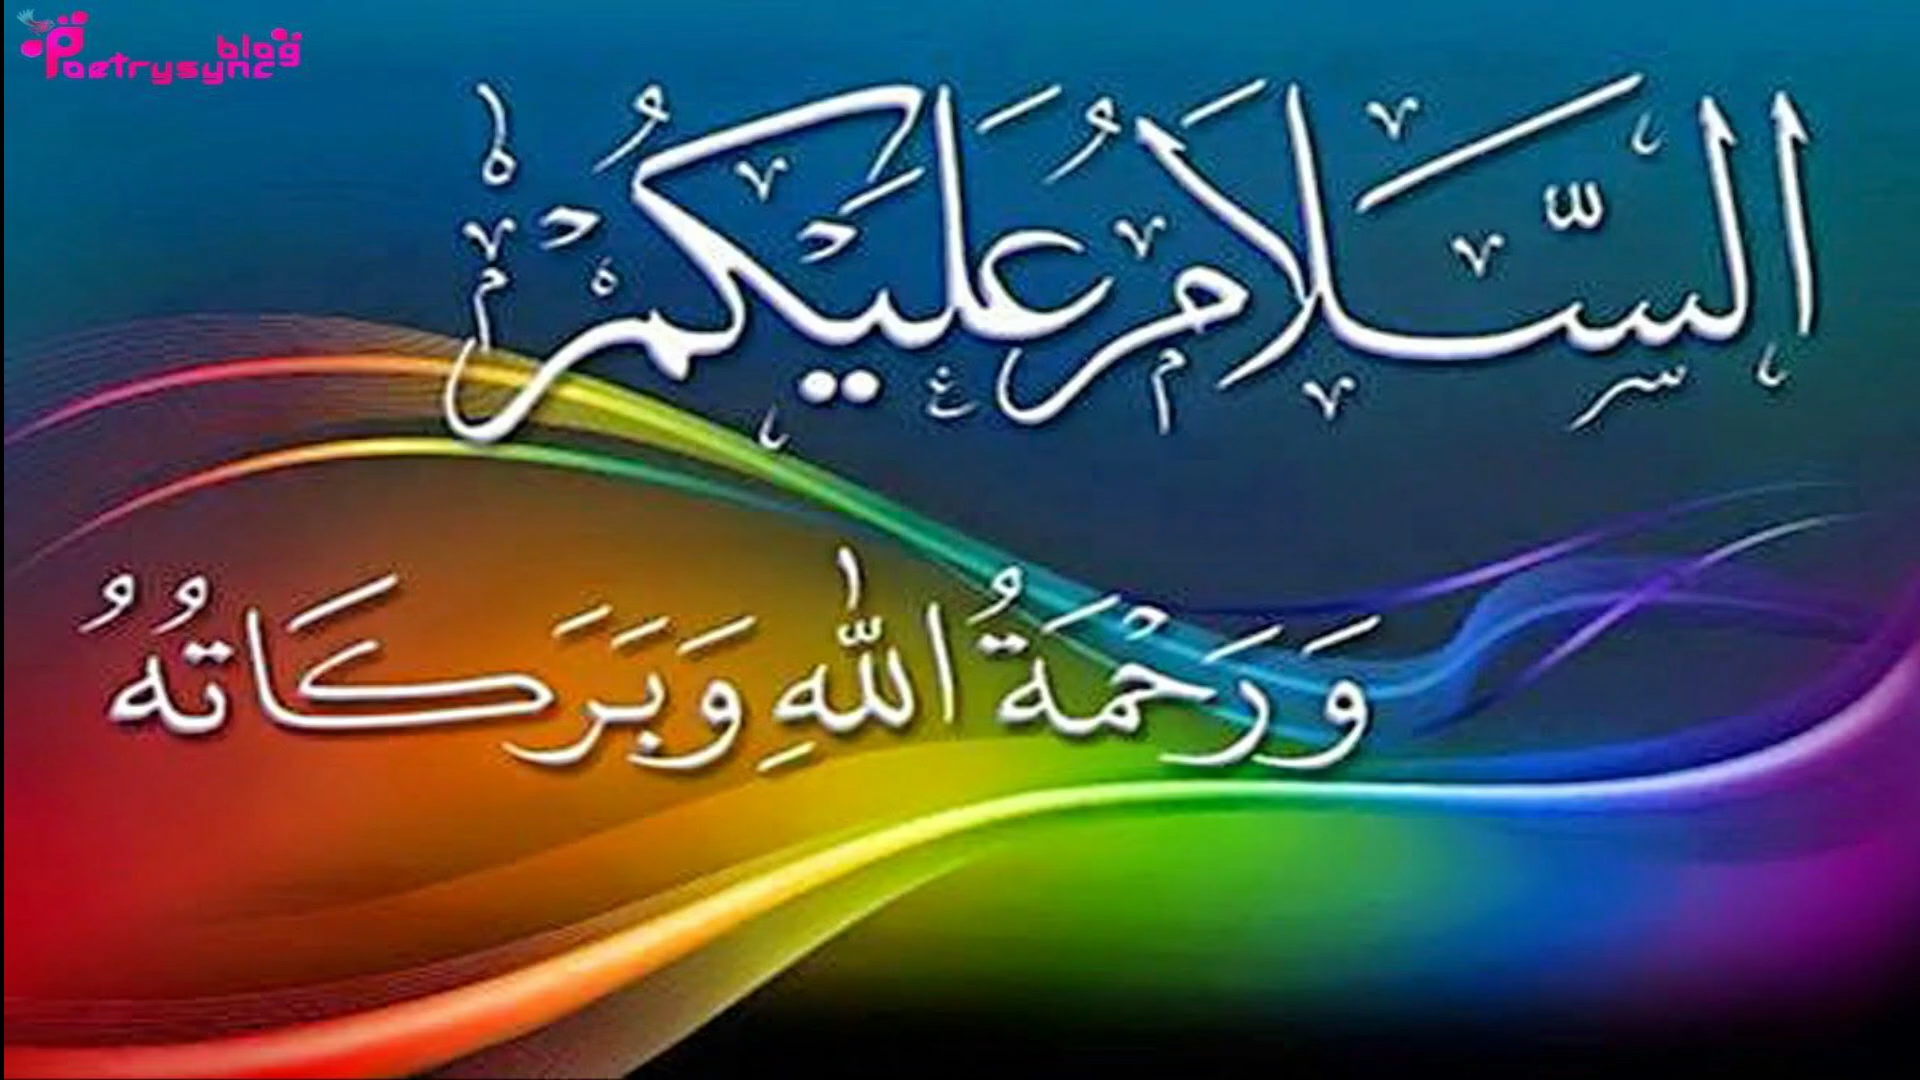 Poetrysync blog
السَّلَامُ عَلَيْكُمْ
وَرَحْمَةُ اللهِ وَبَرَكَاتُهُ